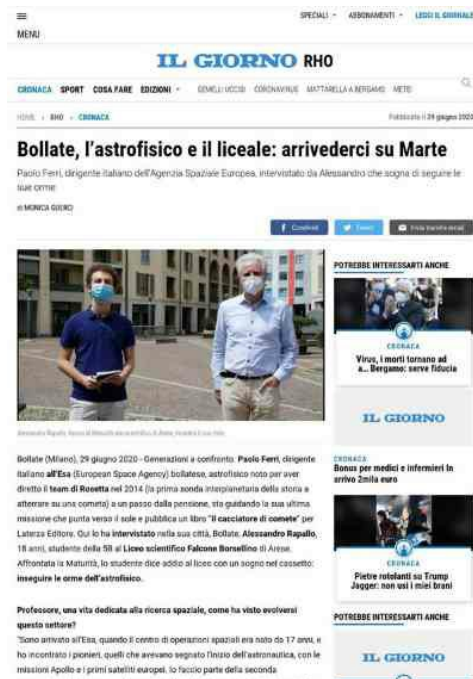 SPECIALI
ABBONAMENTI
LEGGI IL GIORNALE
MENU
IL GIORNO RHO
CRONACA SPORT COSA FARE EDIZIONI
GEMELLI UCCISI CORONAVIRUS MATTARELLA A BERGAMO METEO
HOME › RHO › CRONACA
Pubblicato il 29 giugno 2020
Bollate, l'astrofisico e il liceale: arrivederci su Marte
Paolo Ferri, dirigente italiano dell'Agenzia Spaziale Europea, intervistato da Alessandro che sogna di seguire le
sue orme
di MONICA GUERCI
Condividi
Tweet
Invia tramite email
POTREBBE INTERESSARTI ANCHE
CRONACA
Virus, i morti tornano ad
a... Bergamo: serve fiducia
IL GIORNO
CRONACA
Bonus per medici e infermieri In
arrivo 2mila euro
CRONACA
Pietre rotolanti su Trump
Jagger: non usi i miei brani
POTREBBE INTERESSARTI ANCHE
IL GIORNO
Bollate (Milano), 29 giugno 2020 - Generazioni a confronto. Paolo Ferri, dirigente
italiano all'Esa (European Space Agency) bollatese, astrofisico noto per aver
diretto il team di Rosetta nel 2014 (la prima sonda interplanetaria della storia a
atterrare su una cometa) a un passo dalla pensione, sta guidando la sua ultima
missione che punta verso il sole e pubblica un libro "Il cacciatore di comete" per
Laterza Editore. Qui lo ha intervistato nella sua città, Bollate, Alessandro Rapallo,
18 anni, studente della 5B al Liceo scientifico Falcone Borsellino di Arese.
Affrontata la Maturità, lo studente dice addio al liceo con un sogno nel cassetto:
inseguire le orme dell'astrofisico.
Professore, una vita dedicata alla ricerca spaziale, come ha visto evolversi
questo settore?
"Sono arrivato all'Esa, quando il centro di operazioni spaziali era nato da 17 anni, e
ho incontrato i pionieri, quelli che avevano segnato l'inizio dell'astronautica, con le
missioni Apollo e i primi satelliti europei. Io faccio parte della seconda